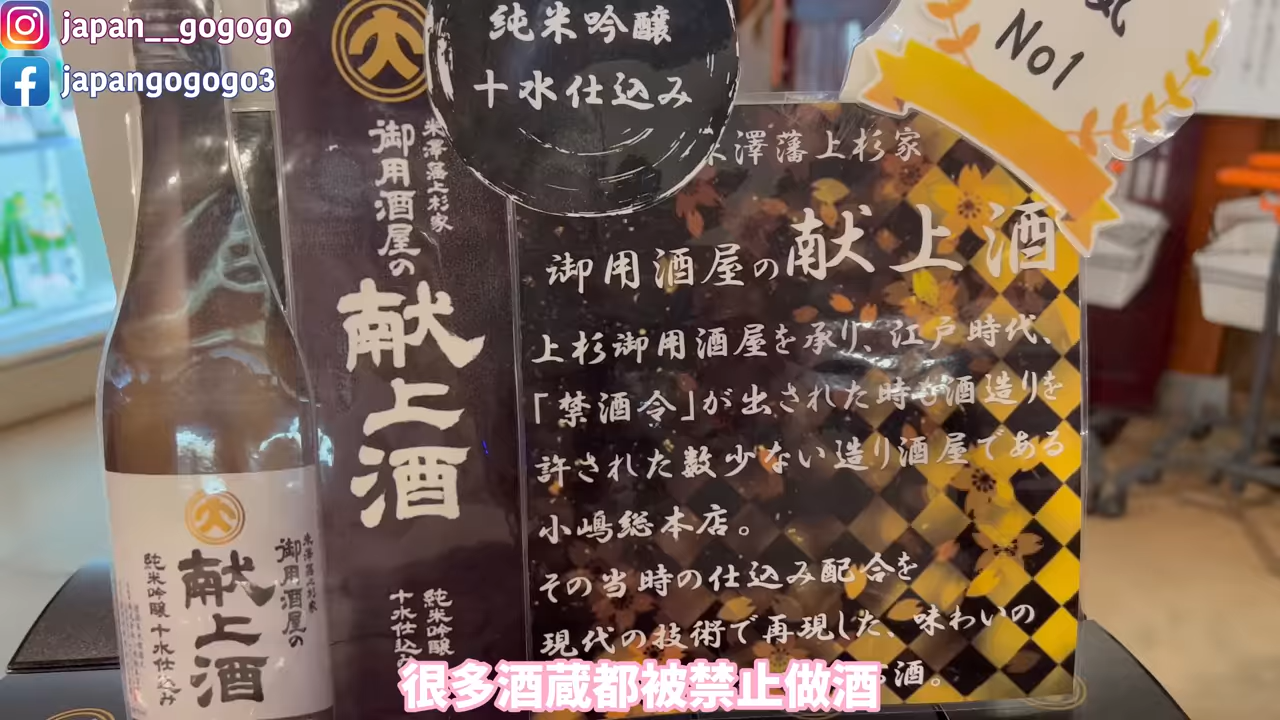 japan__gogogo
japangogogo3
純米吟醸
十水仕込み
No1
澤藩上杉家
御用酒屋の献上酒
上杉御用酒屋を承り、江戸時代、
「禁酒令」が出された時も酒造りを
許された数少ない造り酒屋である
小嶋総本店。
その当時の仕込み配合を
現代の技術で再現した、味わいの
酒。
米澤藩上杉家
御用酒屋の
献上酒
純米吟醸
十水仕込み
米澤藩上杉家
御用酒屋の
献上酒
純米吟醸 十水仕込み
很多酒蔵都被禁止做酒